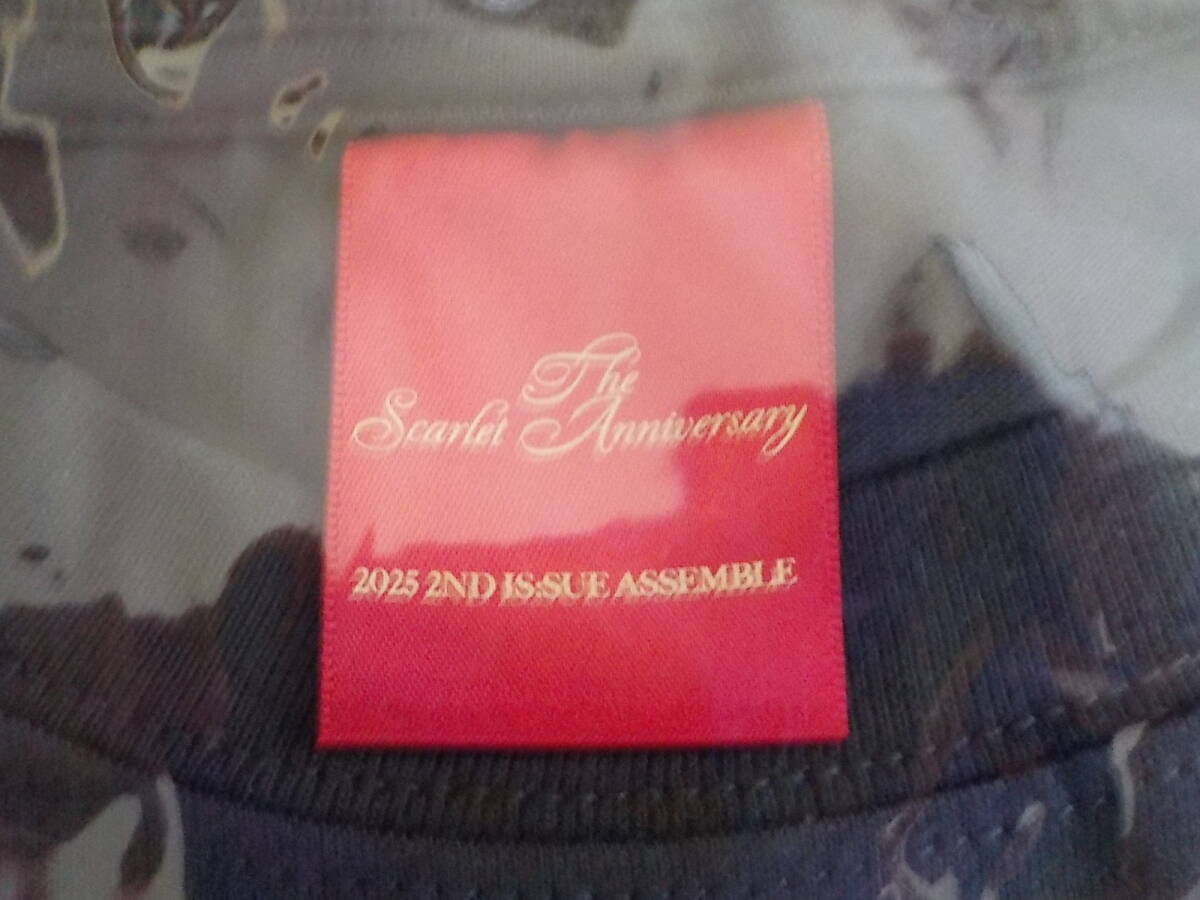 The
Scarlet Anniversary
2025 2ND IS:SUE ASSEMBLE